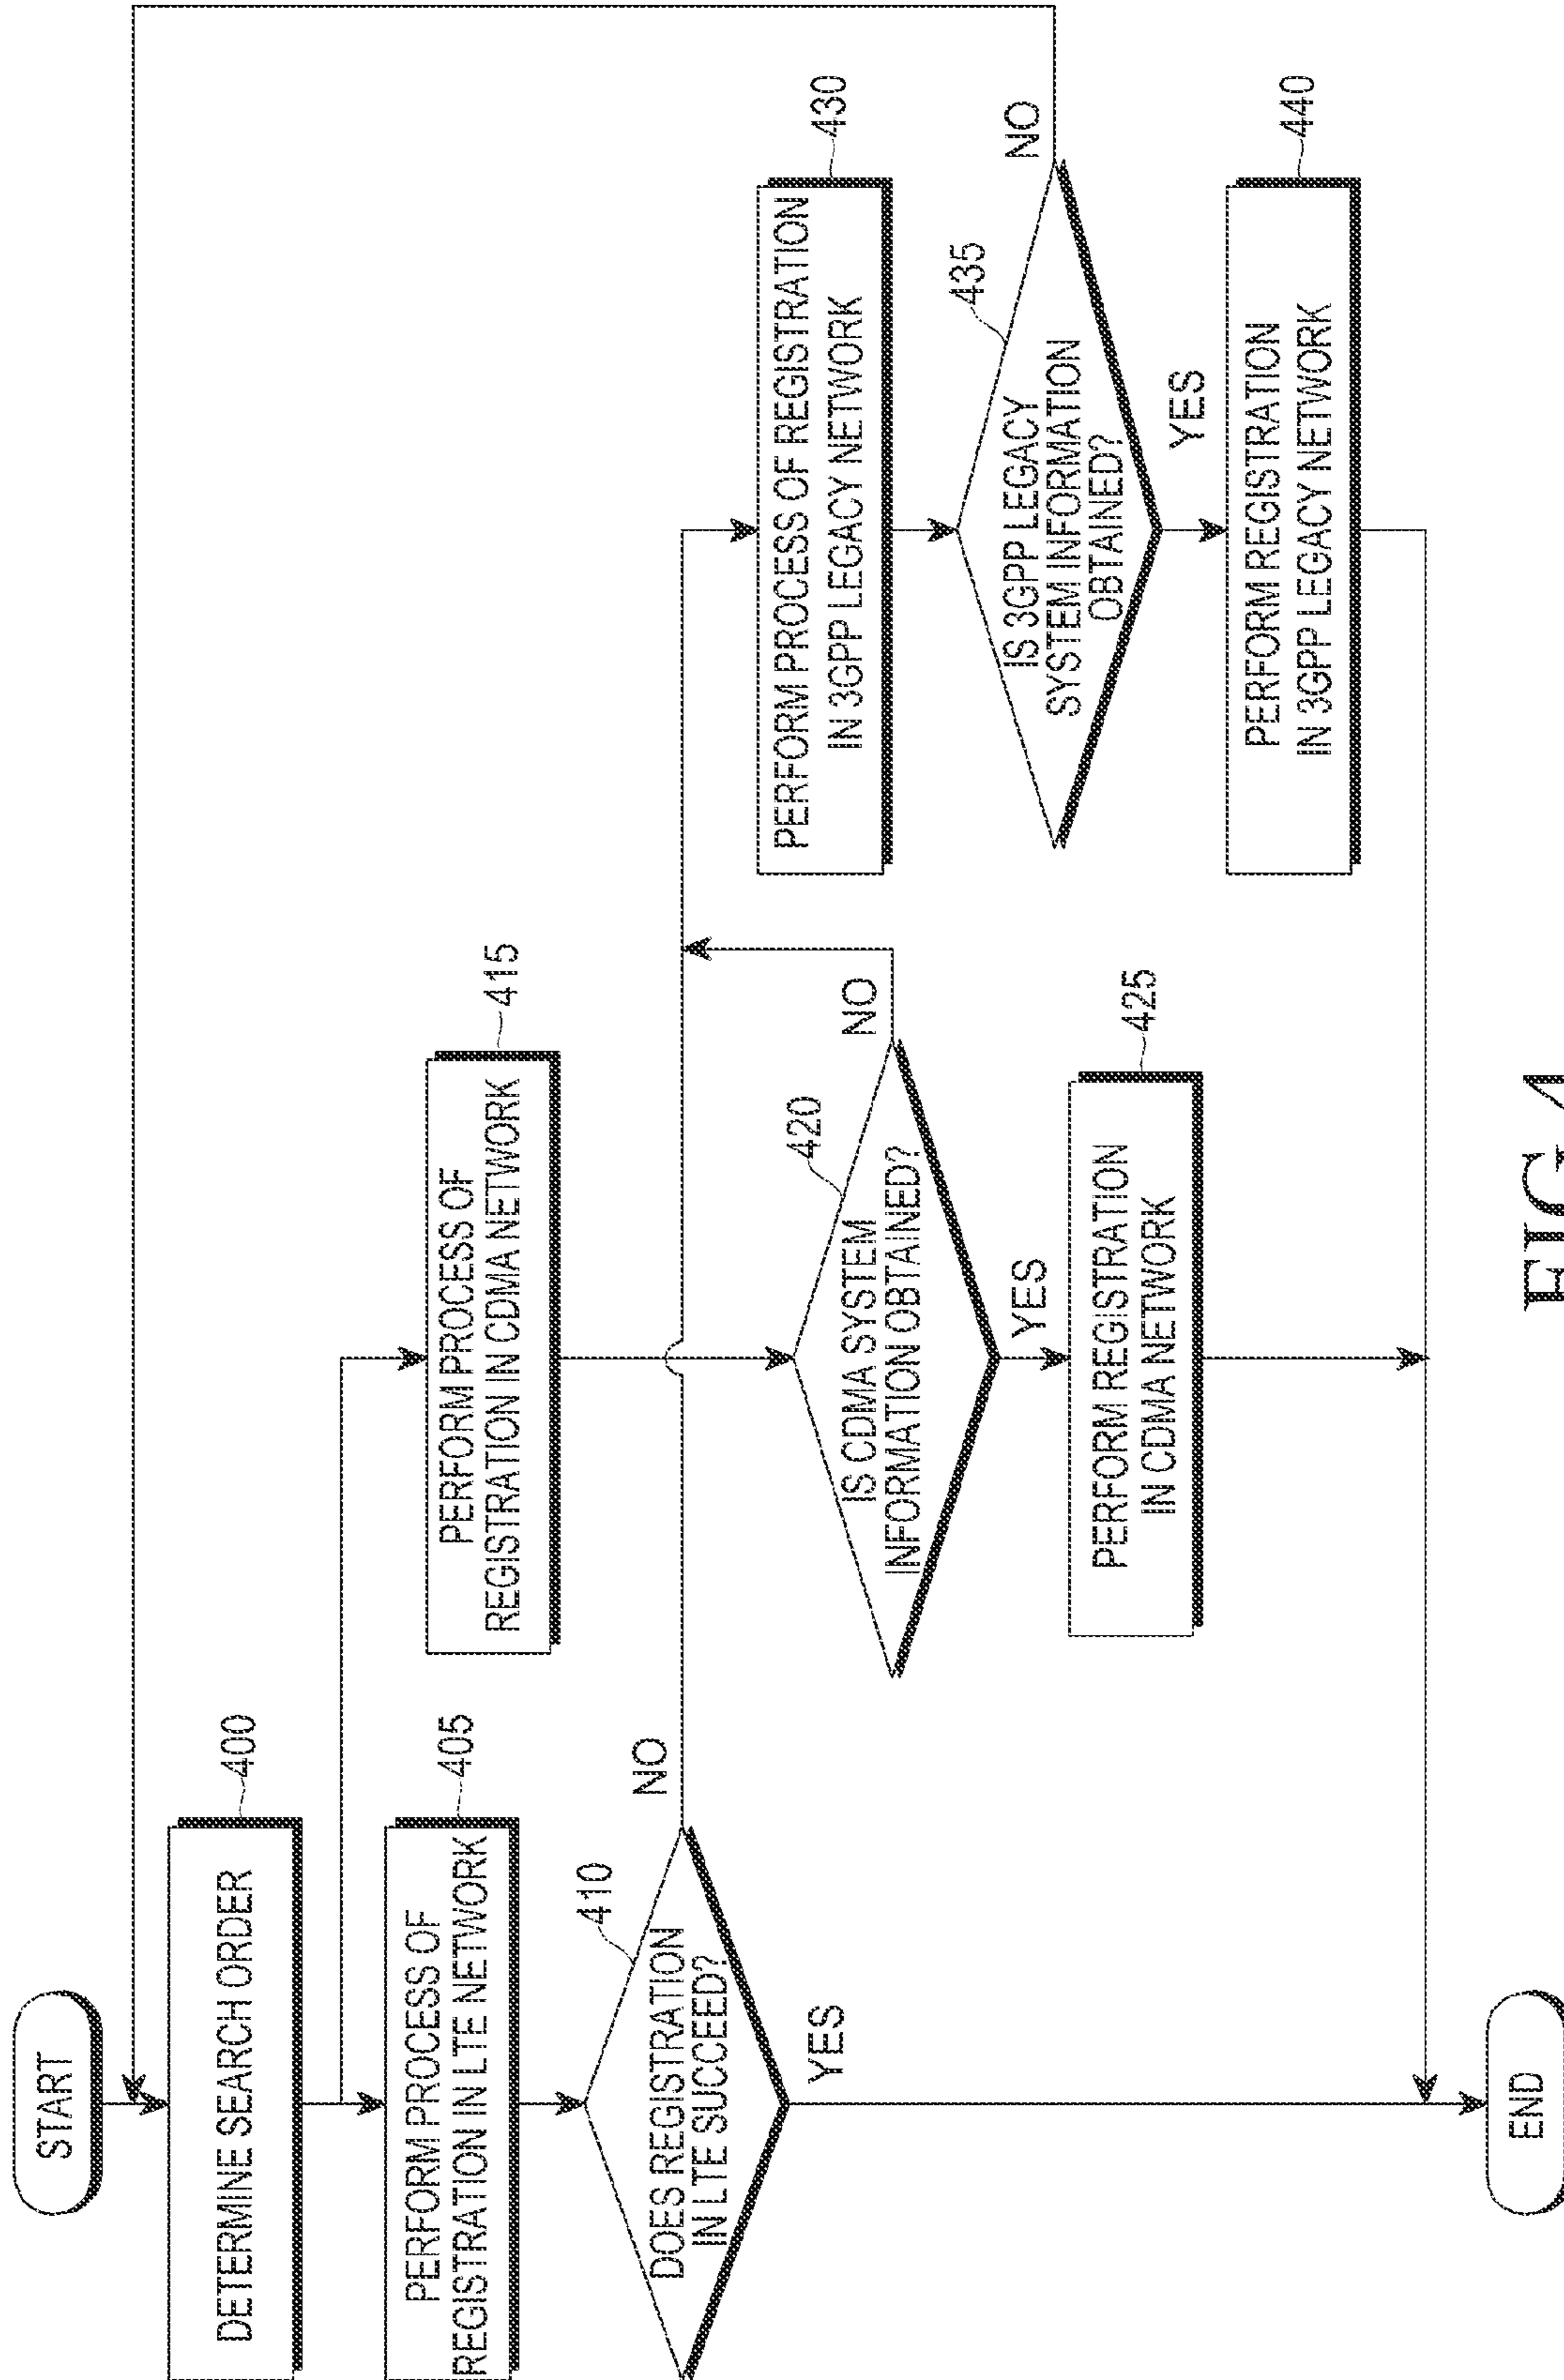 START
DETERMINE SEARCH ORDER
400
PERFORM PROCESS OF
REGISTRATION IN LTE NETWORK
405
DOES REGISTRATION
IN LTE SUCCEED?
410
NO
YES
PERFORM PROCESS OF
REGISTRATION IN CDMA NETWORK
415
IS CDMA SYSTEM
INFORMATION OBTAINED?
420
NO
YES
PERFORM REGISTRATION
IN CDMA NETWORK
425
PERFORM PROCESS OF REGISTRATION
IN 3GPP LEGACY NETWORK
430
IS 3GPP LEGACY
SYSTEM INFORMATION
OBTAINED?
435
NO
YES
PERFORM REGISTRATION
IN 3GPP LEGACY NETWORK
440
END
FIG.4